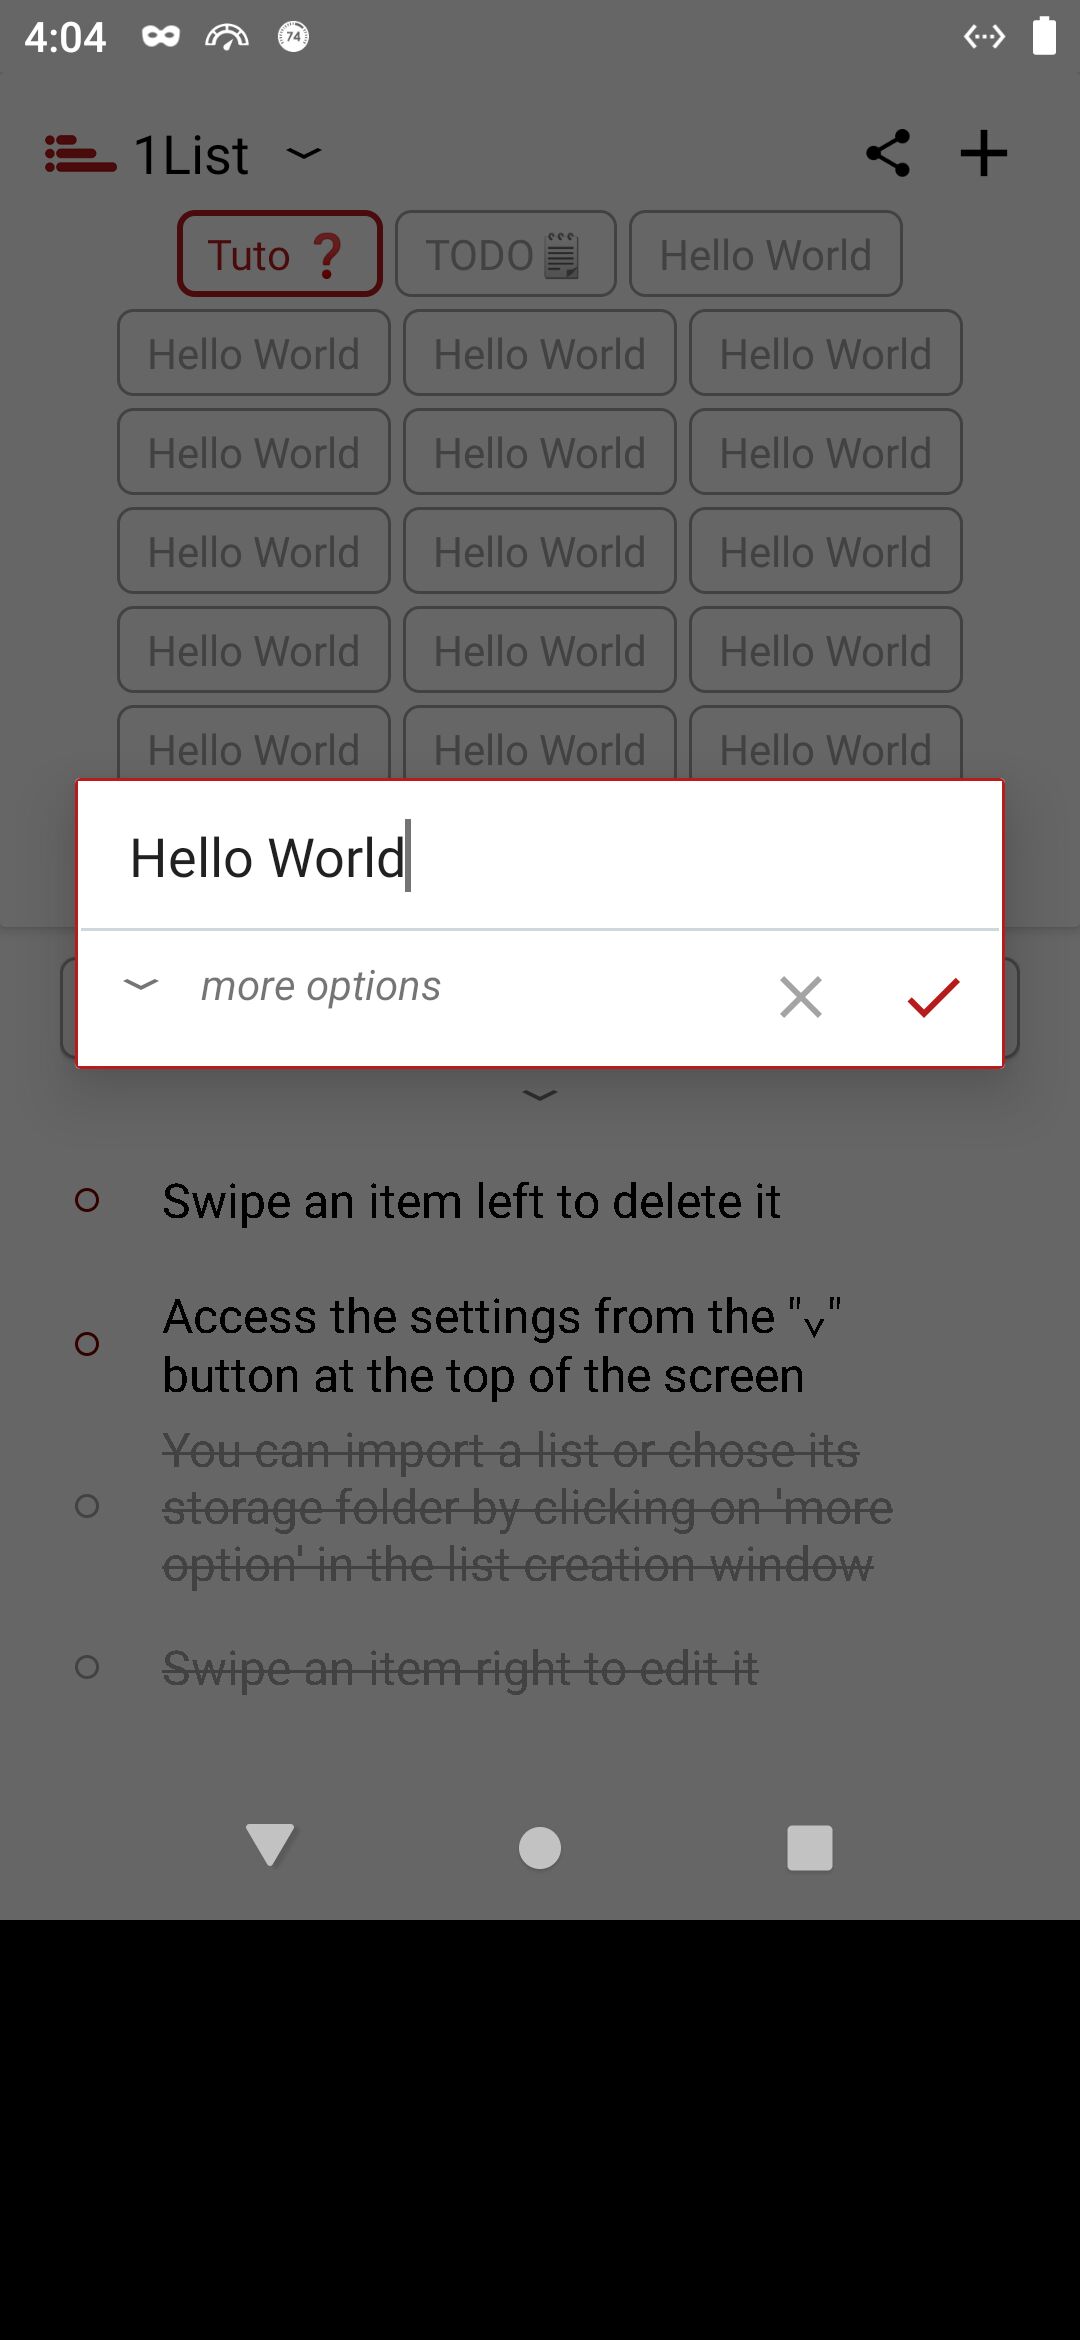 4:04
74
1List
Tuto ❓ TODO Hello World
Hello World Hello World Hello World
Hello World Hello World Hello World
Hello World Hello World Hello World
Hello World Hello World Hello World
Hello World Hello World Hello World
Hello World
more options
Swipe an item left to delete it
Access the settings from the "v"
button at the top of the screen
You can import a list or chose its
storage folder by clicking on 'more
option' in the list creation window
Swipe an item right to edit it